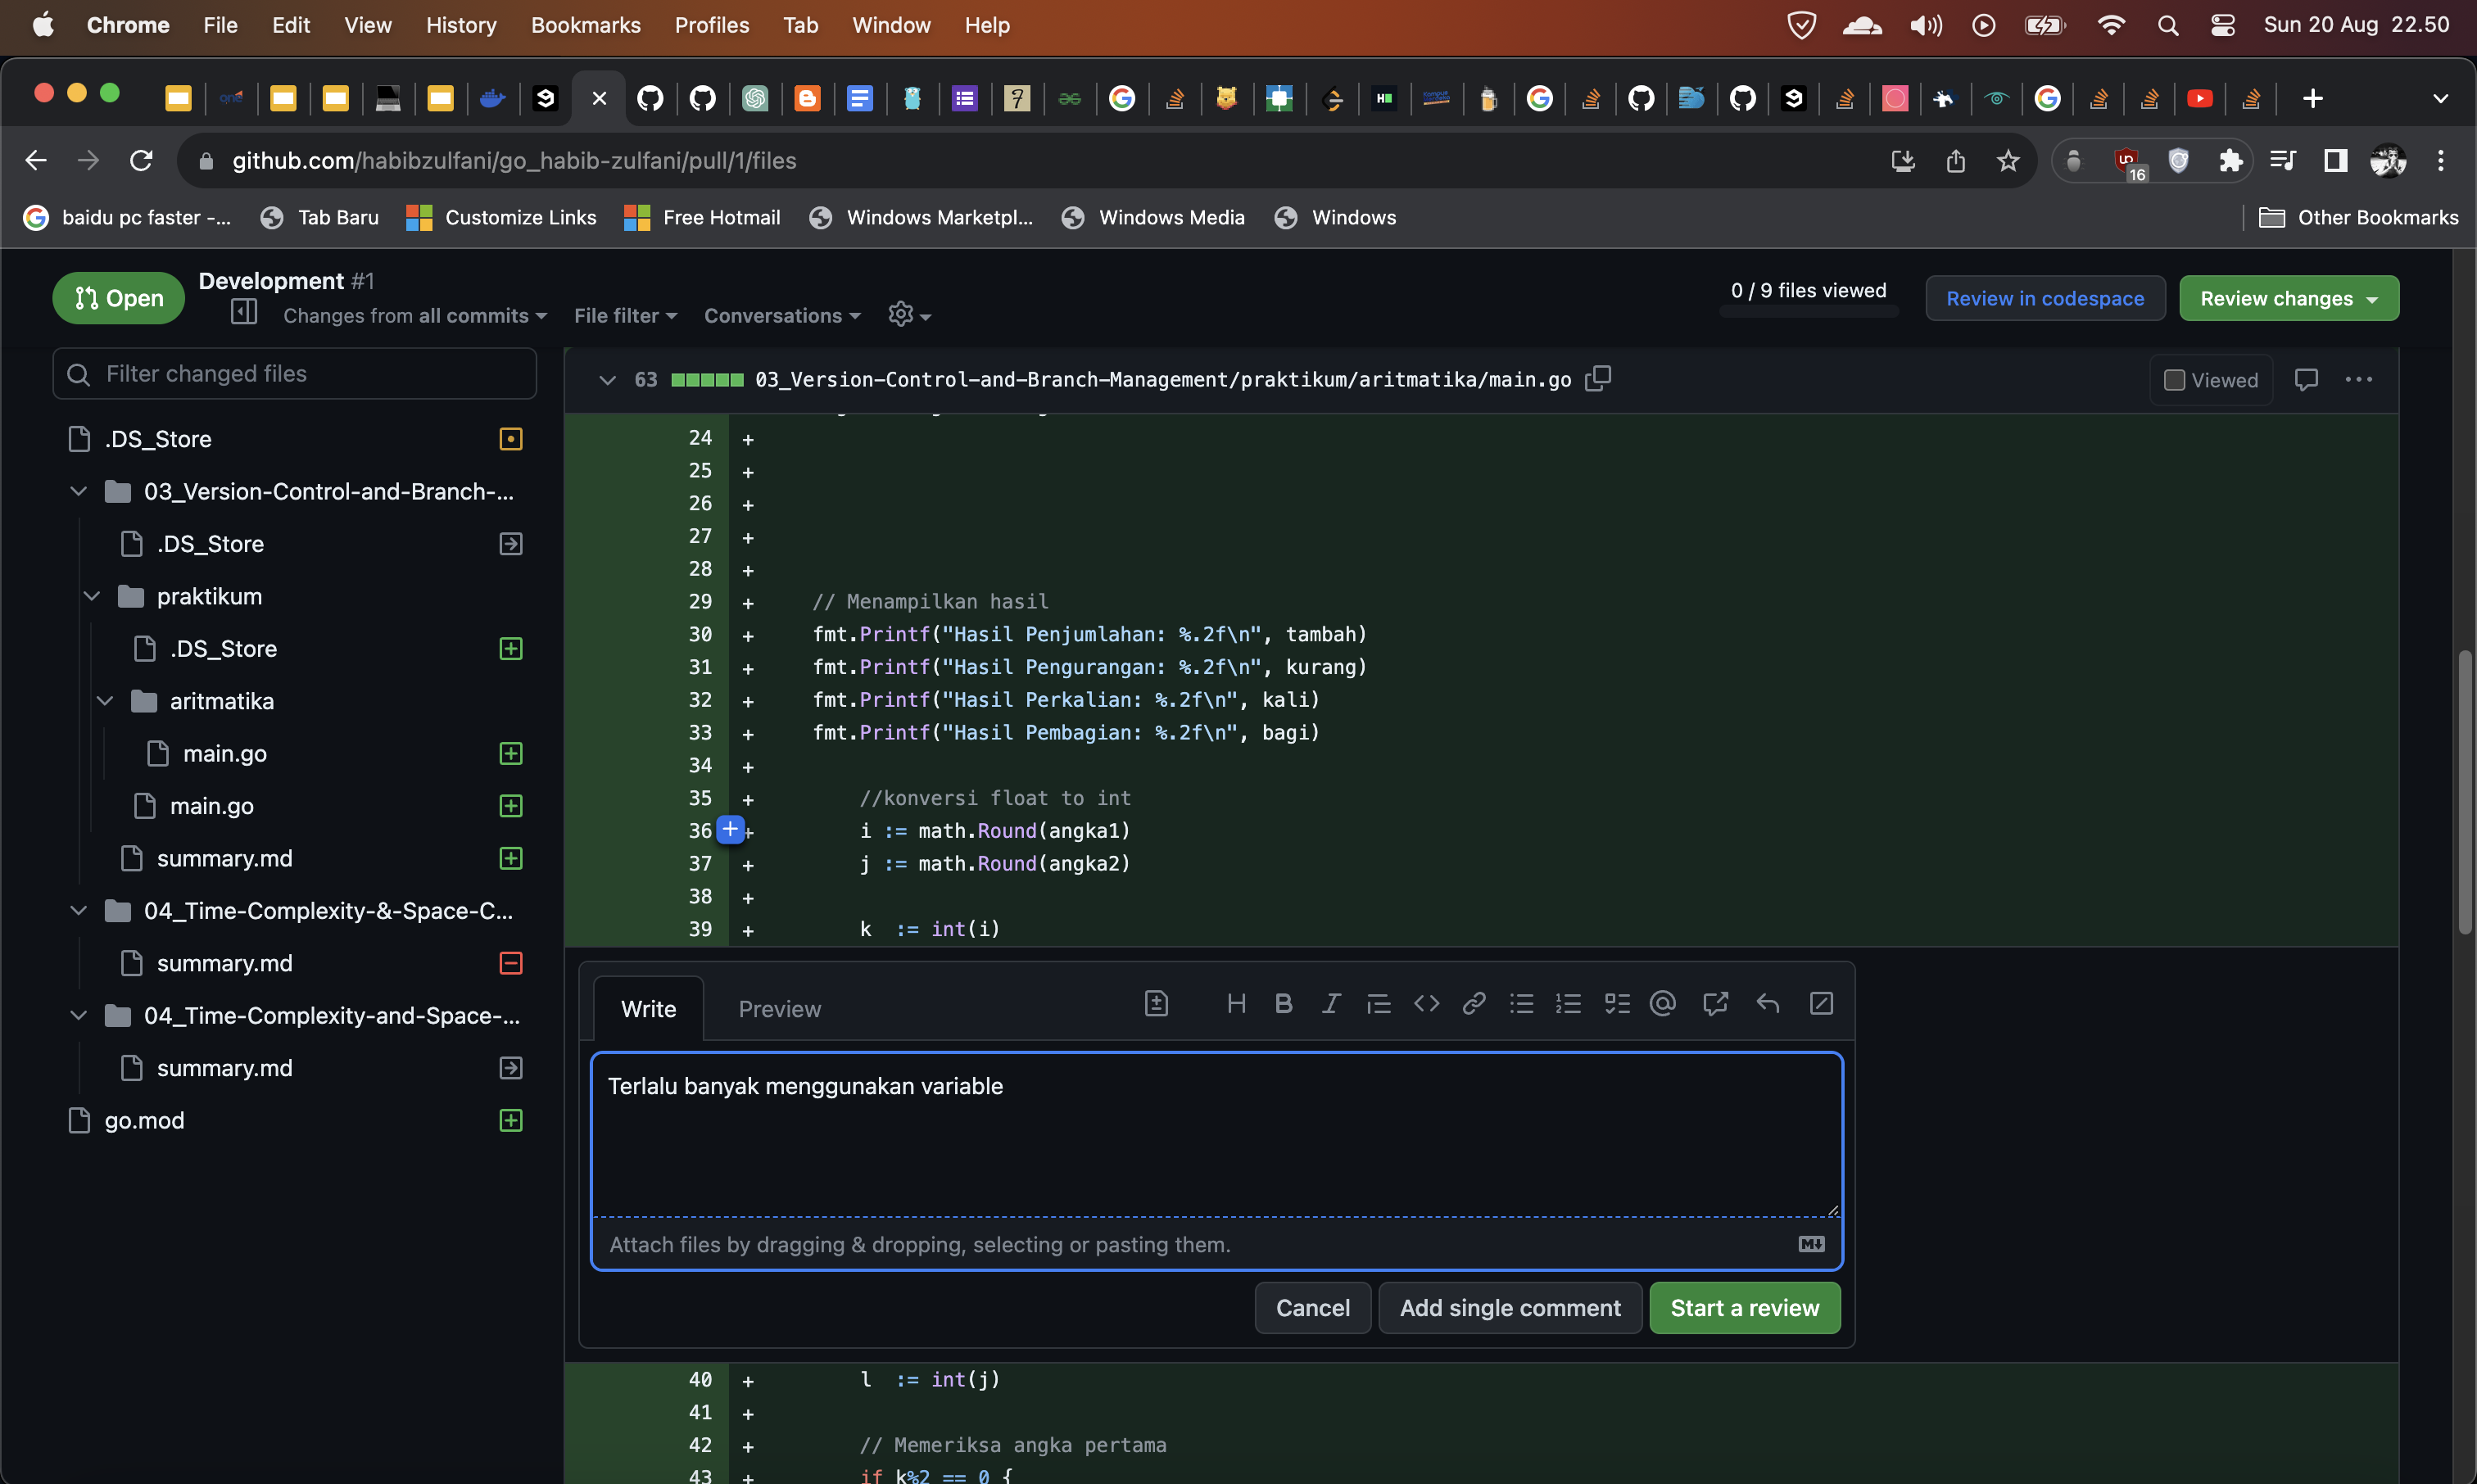 Chrome File Edit View History Bookmarks Profiles Tab Window Help Sun 20 Aug 22.50
github.com/habibzulfani/go_habib-zulfani/pull/1/files
16
baidu pc faster -... Tab Baru Customize Links Free Hotmail Windows Marketpl... Windows Media Windows Other Bookmarks
Open
Development #1
Changes from all commits File filter Conversations
0 / 9 files viewed
Review in codespace
Review changes
Filter changed files
.DS_Store
03_Version-Control-and-Branch-...
.DS_Store
praktikum
.DS_Store
aritmatika
main.go
main.go
summary.md
04_Time-Complexity-&-Space-C...
summary.md
04_Time-Complexity-and-Space-...
summary.md
go.mod
63 03_Version-Control-and-Branch-Management/praktikum/aritmatika/main.go Viewed
24 +
25 +
26 +
27 +
28 +
29 + // Menampilkan hasil
30 + fmt.Printf("Hasil Penjumlahan: %.2f\n", tambah)
31 + fmt.Printf("Hasil Pengurangan: %.2f\n", kurang)
32 + fmt.Printf("Hasil Perkalian: %.2f\n", kali)
33 + fmt.Printf("Hasil Pembagian: %.2f\n", bagi)
34 +
35 + //konversi float to int
36 + i := math.Round(angka1)
37 + j := math.Round(angka2)
38 +
39 + k := int(i)
Write Preview
Terlalu banyak menggunakan variable
Attach files by dragging & dropping, selecting or pasting them.
Cancel Add single comment Start a review
40 + l := int(j)
41 +
42 + // Memeriksa angka pertama
43 + if k%2 == 0 {